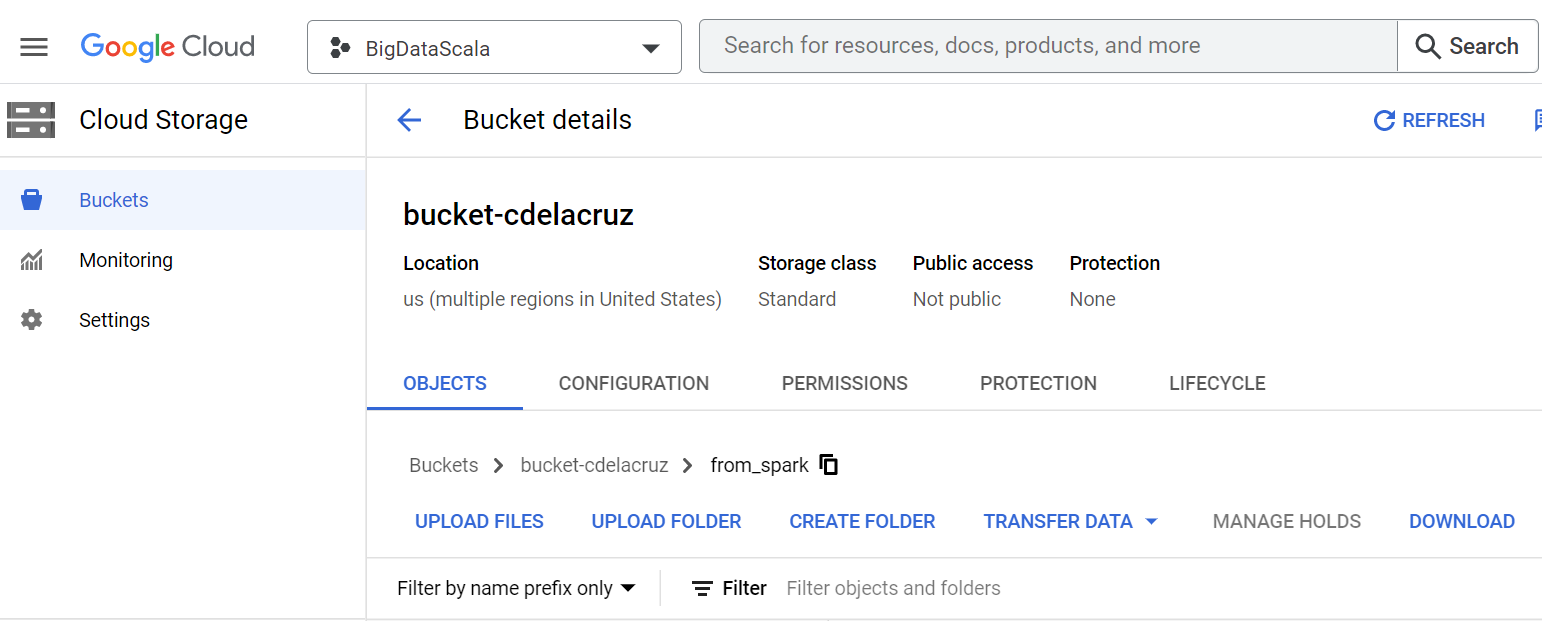 Google Cloud
BigDataScala
Search for resources, docs, products, and more
Search
Cloud Storage
Bucket details
REFRESH
Buckets
Monitoring
Settings
bucket-cdelacruz
Location Storage class Public access Protection
us (multiple regions in United States) Standard Not public None
OBJECTS CONFIGURATION PERMISSIONS PROTECTION LIFECYCLE
Buckets > bucket-cdelacruz > from_spark
UPLOAD FILES UPLOAD FOLDER CREATE FOLDER TRANSFER DATA MANAGE HOLDS DOWNLOAD
Filter by name prefix only Filter Filter objects and folders